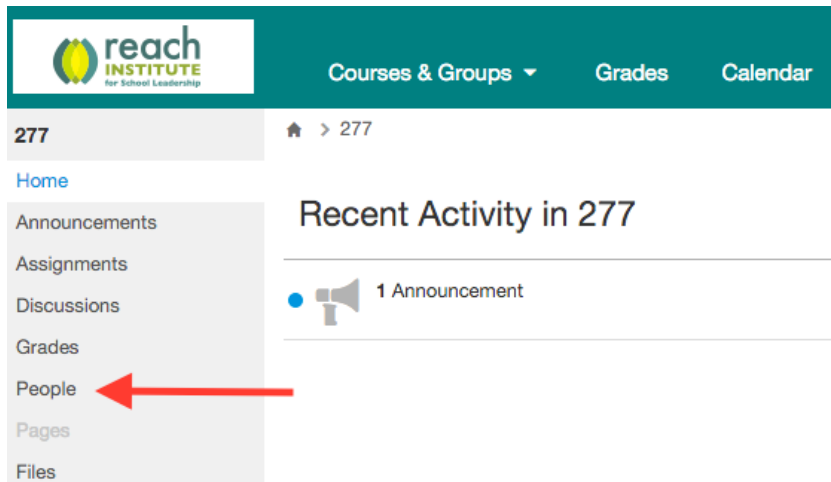 reach
INSTITUTE
for School Leadership
Courses & Groups Grades Calendar
277
> 277
Home
Announcements
Assignments
Discussions
Grades
People
Pages
Files
Recent Activity in 277
1 Announcement